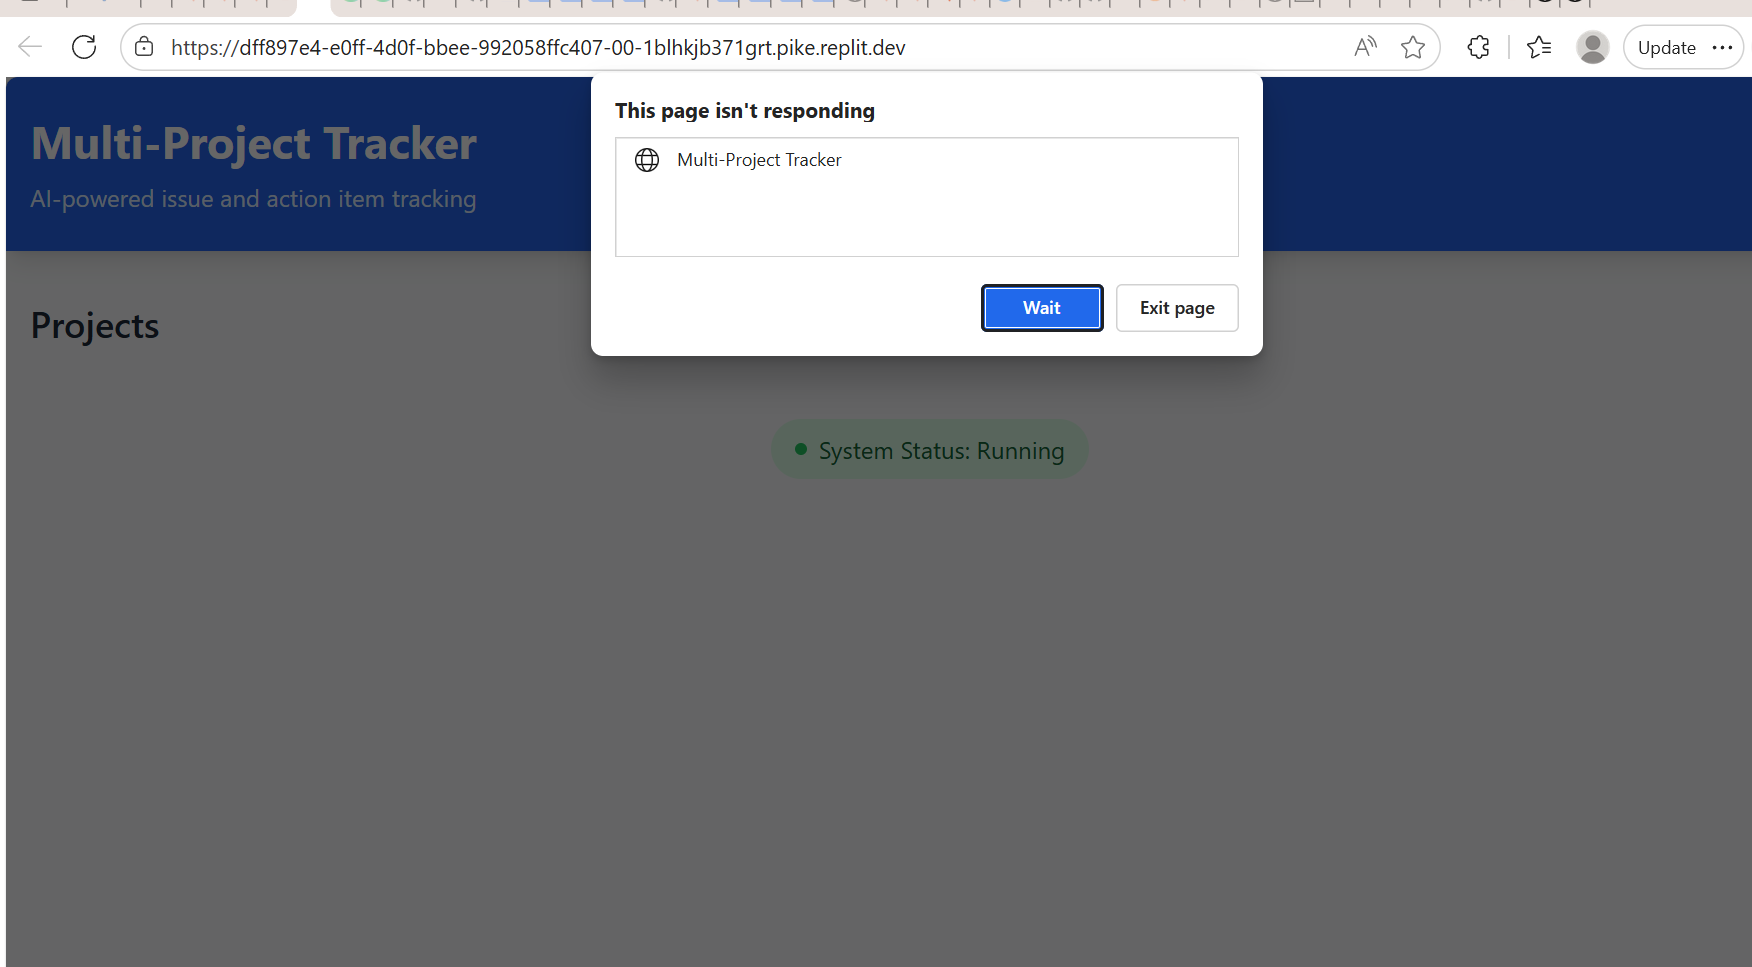 https://dff897e4-e0ff-4d0f-bbee-992058ffc407-00-1blhkjb371grt.pike.replit.dev
Update
This page isn't responding
Multi-Project Tracker
Wait
Exit page
Multi-Project Tracker
AI-powered issue and action item tracking
Projects
System Status: Running